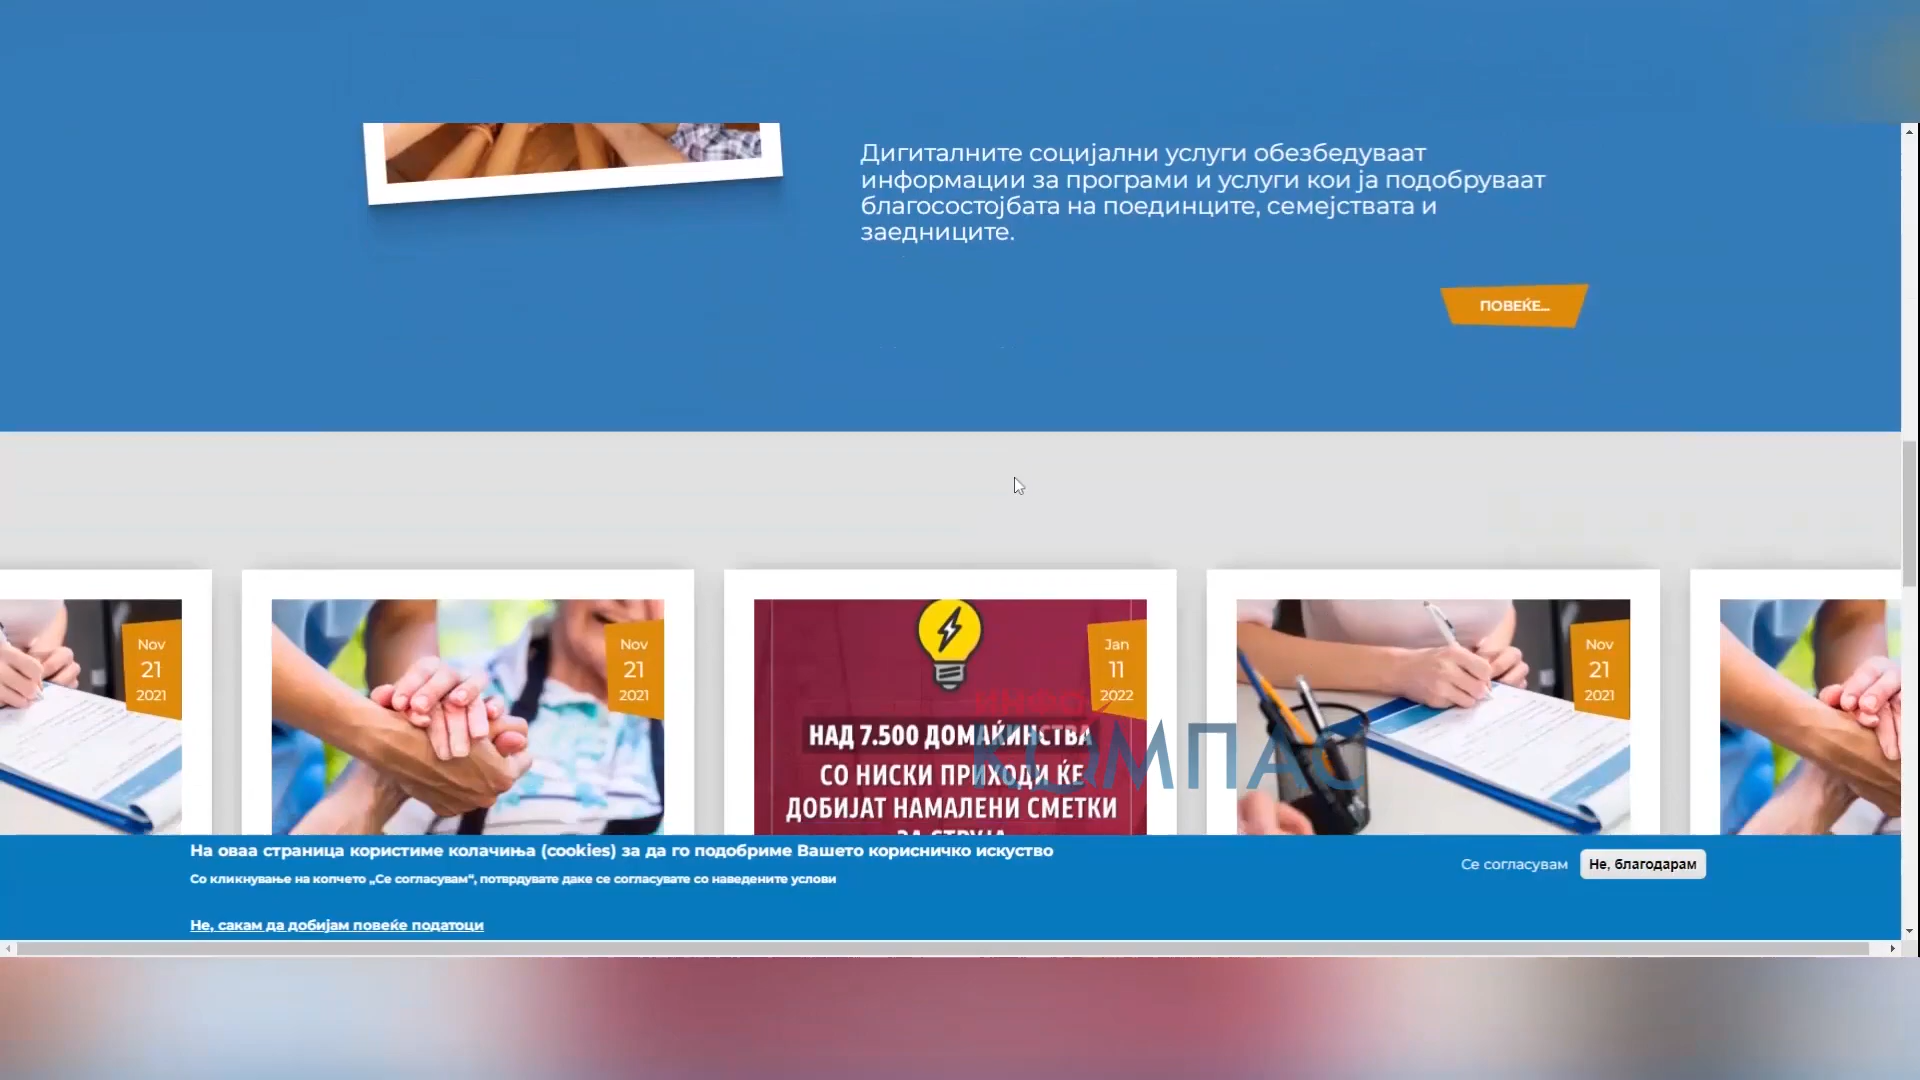 Дигиталните социјални услуги обезбедуваат
информации за програми и услуги кои ја подобруваат
благосостојбата на поединците, семејствата и
заедниците.
ПОВЕЌЕ...
Nov
21
2021
Nov
21
2021
Jan
11
2022
НАД 7.500 ДОМАЌИНСТВА
СО НИСКИ ПРИХОДИ ЌЕ
ДОБИЈАТ НАМАЛЕНИ СМЕТКИ
ЗА СТРУЈА
Nov
21
2021
ИНФО
КОМПАС
На оваа страница користиме колачиња (cookies) за да го подобриме Вашето корисничко искуство
Со кликнување на копчето „Се согласувам“, потврдувате даке се согласувате со наведените услови
Не, сакам да добијам повеќе податоци
Се согласувам
Не, благодарам